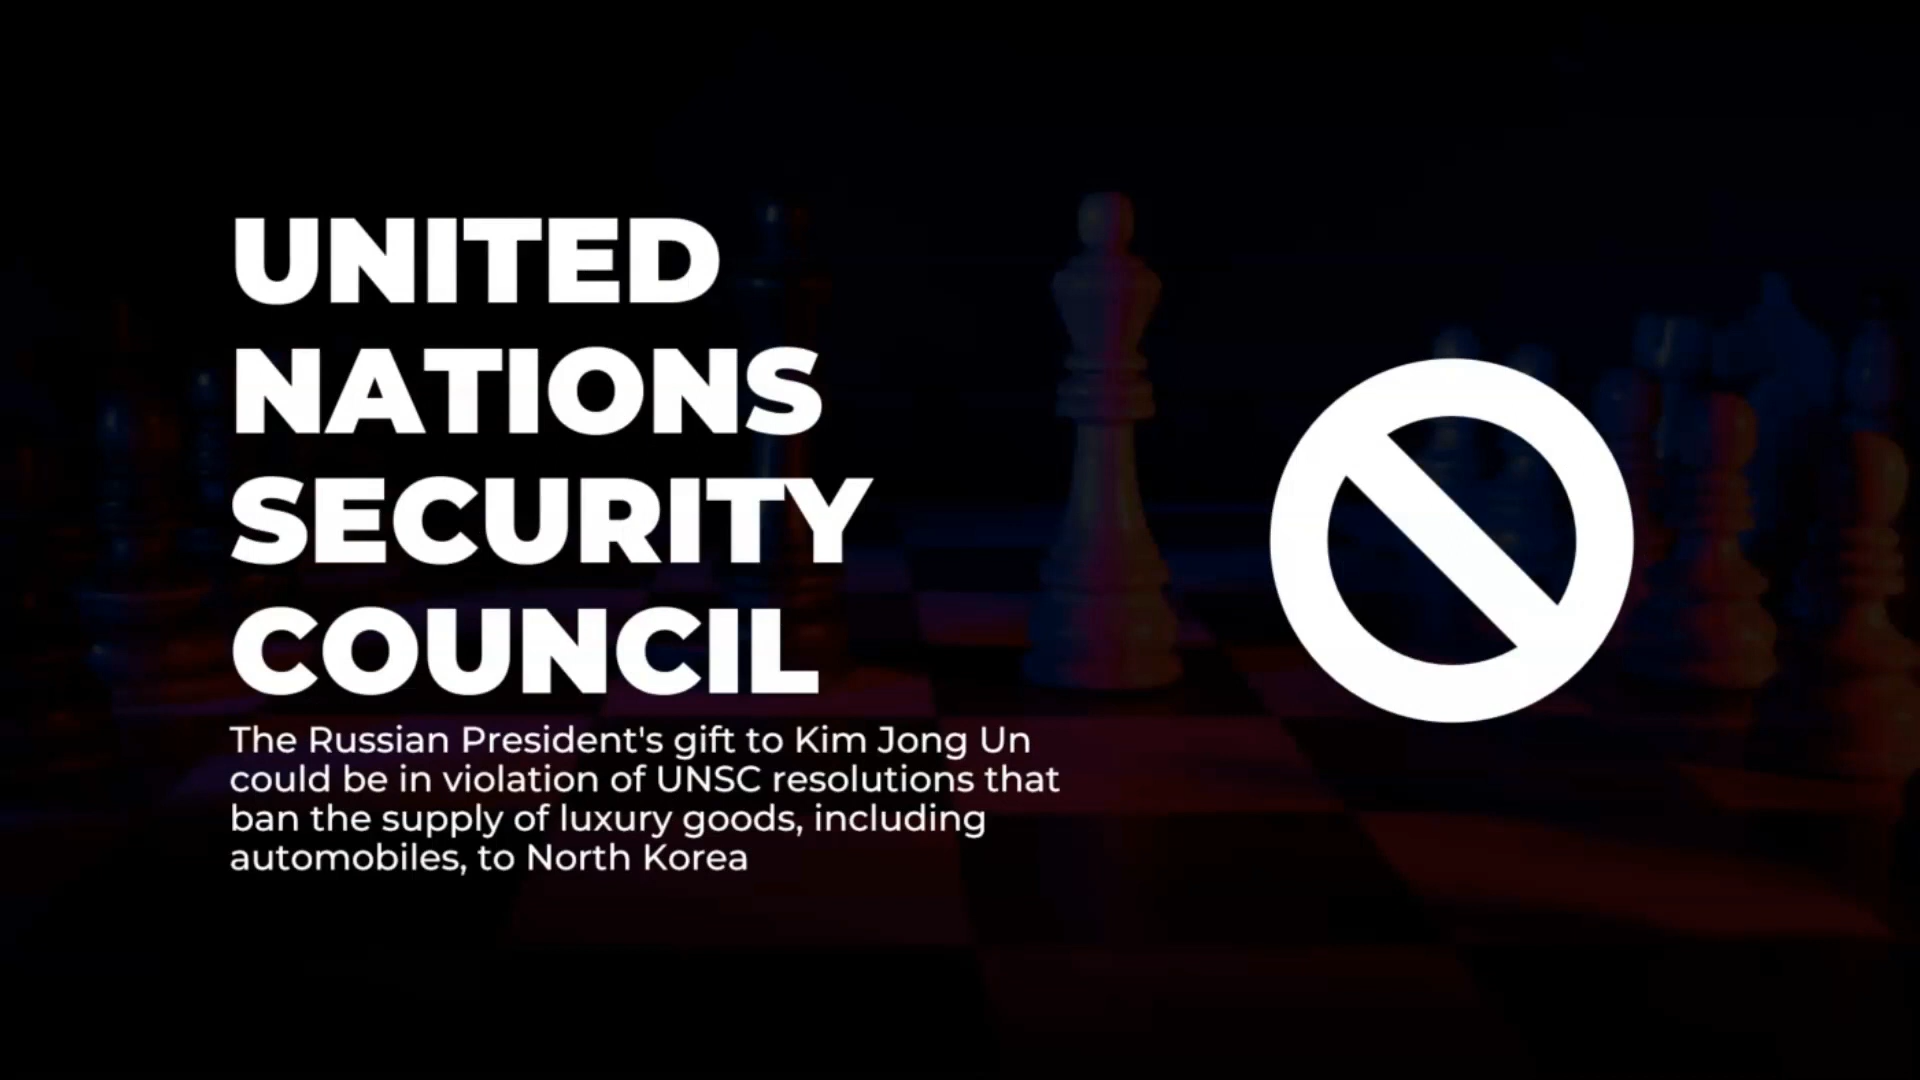 UNITED
NATIONS
SECURITY
COUNCIL
The Russian President's gift to Kim Jong Un
could be in violation of UNSC resolutions that
ban the supply of luxury goods, including
automobiles, to North Korea